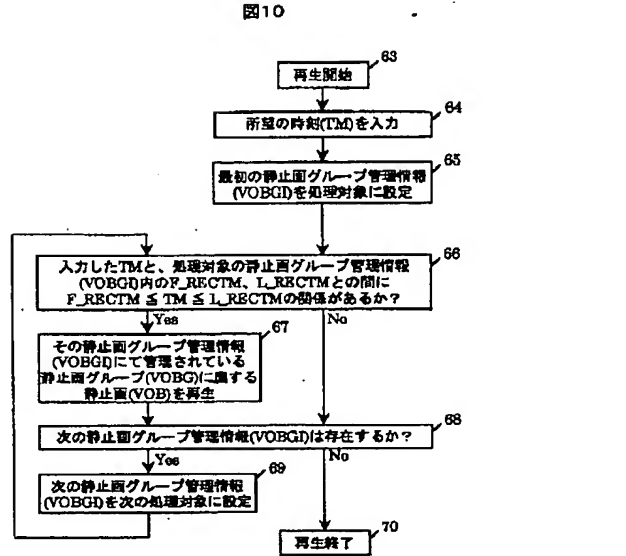 図10
63
再生開始
64
所望の時刻(TM)を入力
65
最初の静止画グループ管理情報
(VOBGI)を処理対象に設定
66
入力したTMと、処理対象の静止画グループ管理情報
(VOBGI)内のF_RECTM、L_RECTMとの間に
F_RECTM ≦ TM ≦ L_RECTMの関係があるか?
Yes
No
67
その静止画グループ管理情報
(VOBGI)にて管理されている
静止画グループ(VOBG)に関する
静止画(VOB)を再生
68
次の静止画グループ管理情報(VOBGI)は存在するか?
Yes
No
69
次の静止画グループ管理情報
(VOBGI)を次の処理対象に設定
70
再生終了